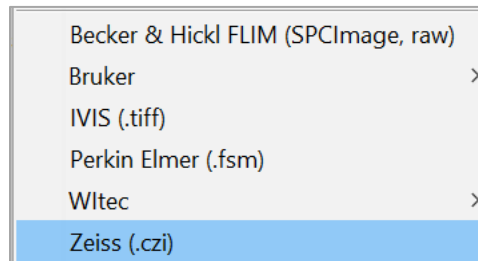 Becker & Hickl FLIM (SPCImage, raw)
Bruker
IVIS (.tiff)
Perkin Elmer (.fsm)
WItec
Zeiss (.czi)